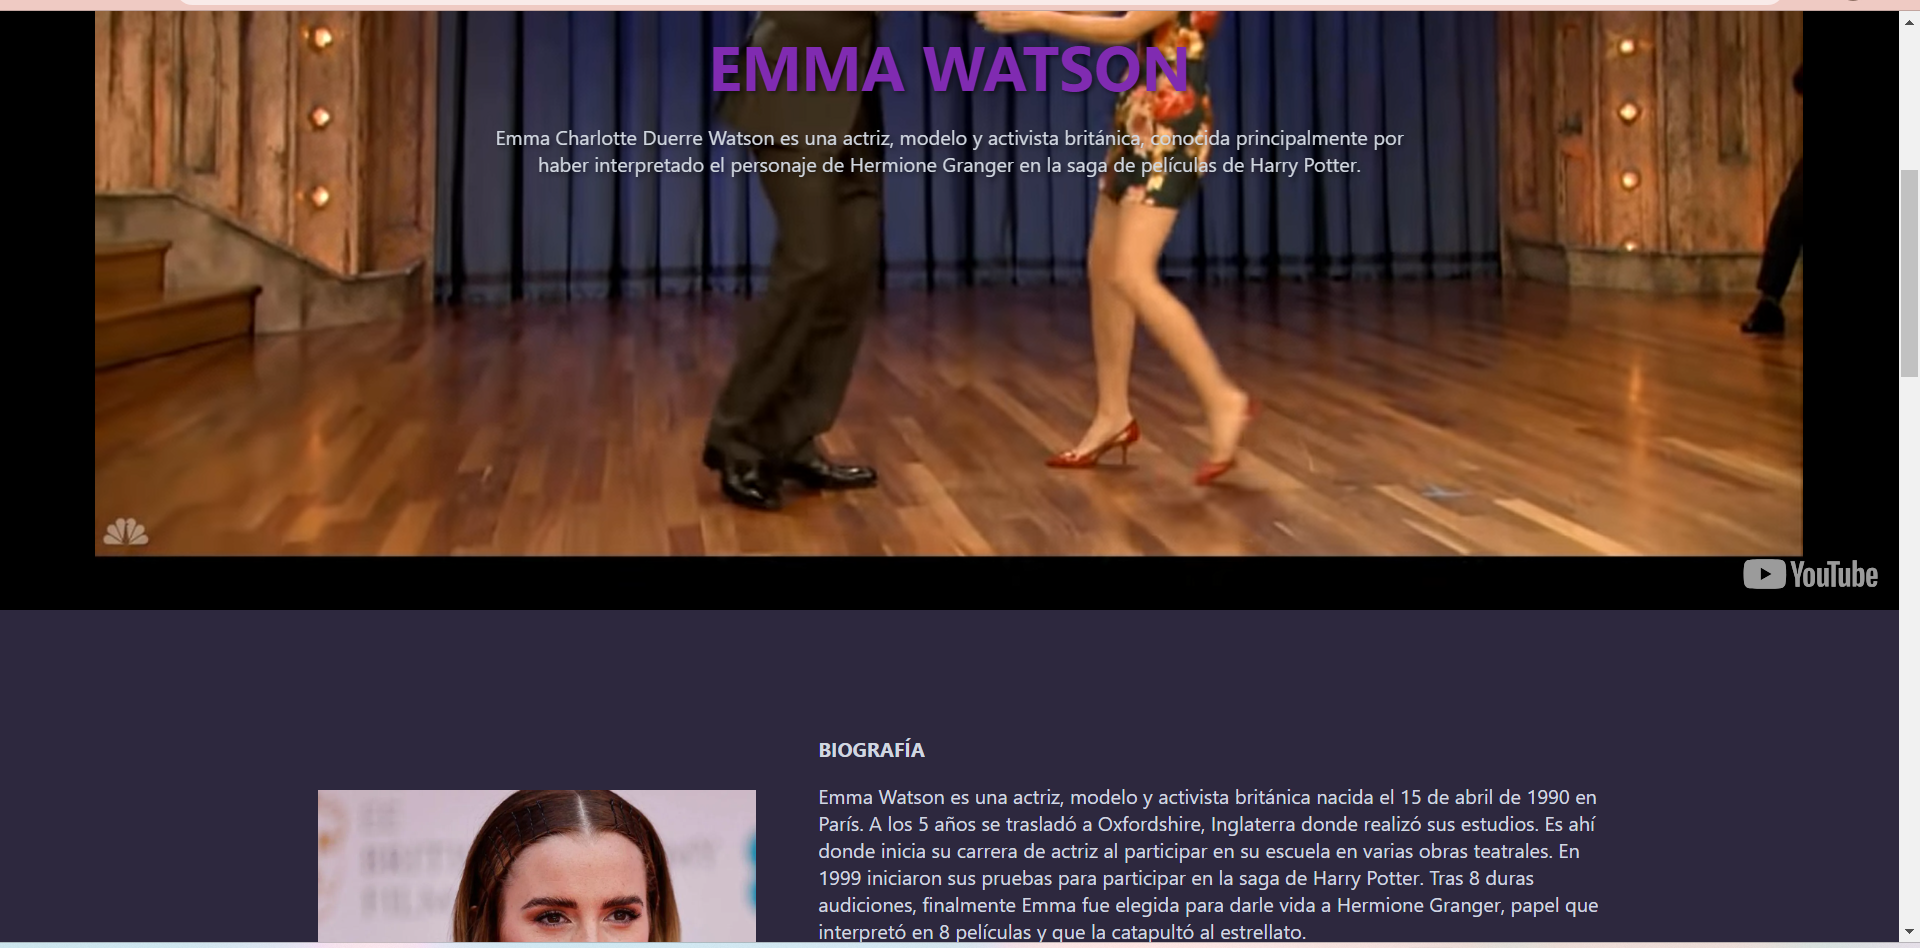 EMMA WATSON
Emma Charlotte Duerre Watson es una actriz, modelo y activista británica, conocida principalmente por
haber interpretado el personaje de Hermione Granger en la saga de películas de Harry Potter.
YouTube
BIOGRAFÍA
Emma Watson es una actriz, modelo y activista británica nacida el 15 de abril de 1990 en
París. A los 5 años se trasladó a Oxfordshire, Inglaterra donde realizó sus estudios. Es ahí
donde inicia su carrera de actriz al participar en su escuela en varias obras teatrales. En
1999 iniciaron sus pruebas para participar en la saga de Harry Potter. Tras 8 duras
audiciones, finalmente Emma fue elegida para darle vida a Hermione Granger, papel que
interpretó en 8 películas y que la catapultó al estrellato.